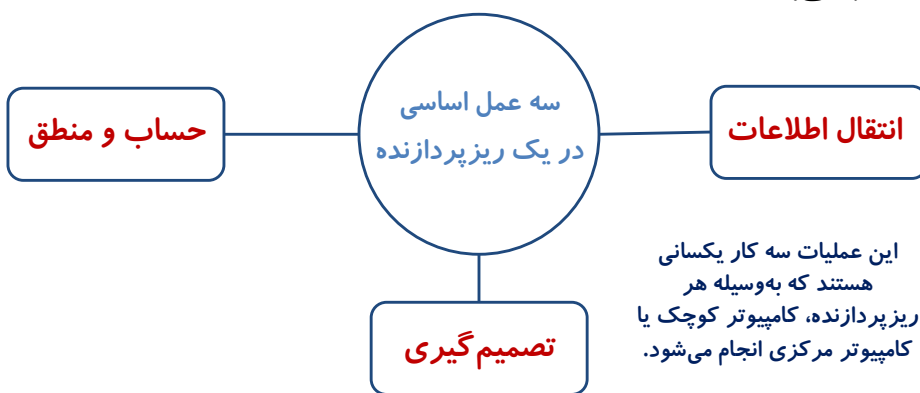 سه عمل اساسی
در یک ریزپردازنده
انتقال اطلاعات
حساب و منطق
تصمیم‌گیری
این عملیات سه کار یکسانی
هستند که به‌وسیله هر
ریزپردازنده، کامپیوتر کوچک یا
کامپیوتر مرکزی انجام می‌شود.